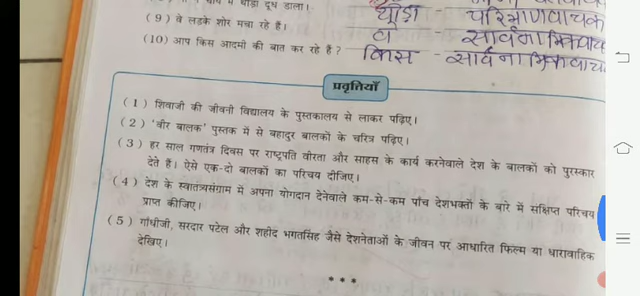 थोड़ा दूध डाला।
(9) वे लड़के शोर मचा रहे हैं। वे सार्वनामिकवाच
थोड़ा - परिमाणवाचक
(10) आप किस आदमी की बात कर रहे हैं? किस - सार्वनामिकवाच
प्रवृत्तियाँ
(1) शिवाजी की जीवनी विद्यालय के पुस्तकालय से लाकर पढ़िए।
(2) 'वीर बालक' पुस्तक में से बहादुर बालकों के चरित्र पढ़िए।
(3) हर साल गणतंत्र दिवस पर राष्ट्रपति वीरता और साहस के कार्य करनेवाले देश के बालकों को पुरस्कार
देते हैं। ऐसे एक-दो बालकों का परिचय दीजिए।
(4) देश के स्वातंत्र्यसंग्राम में अपना योगदान देनेवाले कम-से-कम पाँच देशभक्तों के बारे में संक्षिप्त परिचय
प्राप्त कीजिए।
(5) गाँधीजी, सरदार पटेल और शहीद भगतसिंह जैसे देशनेताओं के जीवन पर आधारित फिल्म या धारावाहिक
देखिए।